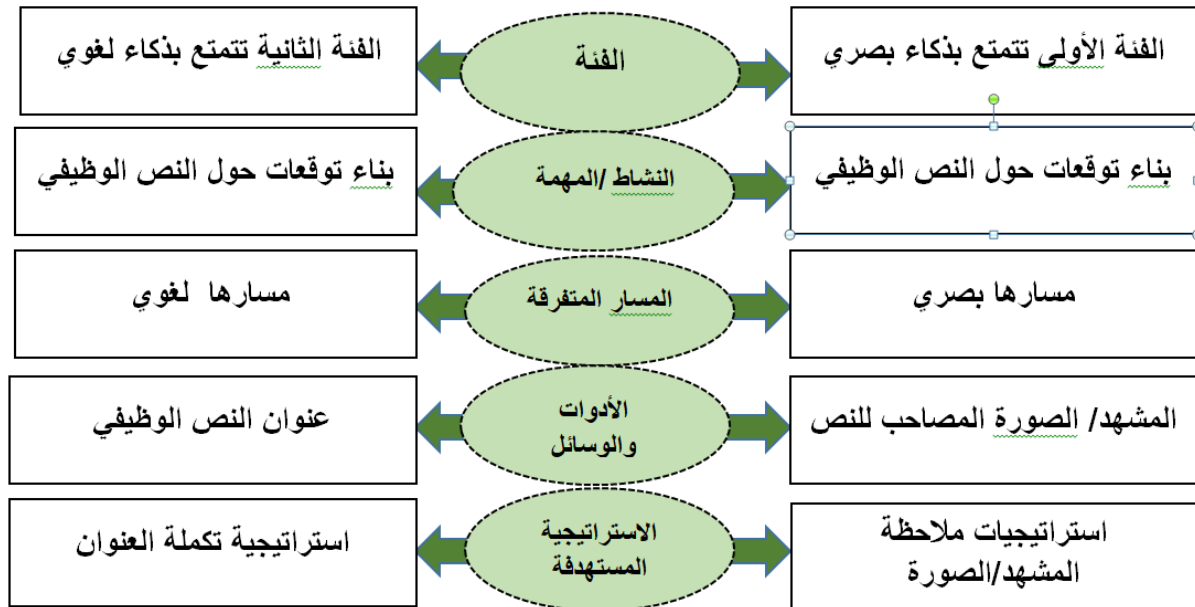 الفئة الأولى تتمتع بذكاء بصري
الفئة
الفئة الثانية تتمتع بذكاء لغوي
بناء توقعات حول النص الوظيفي
النشاط /المهمة
بناء توقعات حول النص الوظيفي
مسارها بصري
المسار المتفرقة
مسارها لغوي
المشهد/ الصورة المصاحب للنص
الأدوات
والوسائل
عنوان النص الوظيفي
استراتيجيات ملاحظة
المشهد/الصورة
الاستراتيجية
المستهدفة
استراتيجية تكملة العنوان